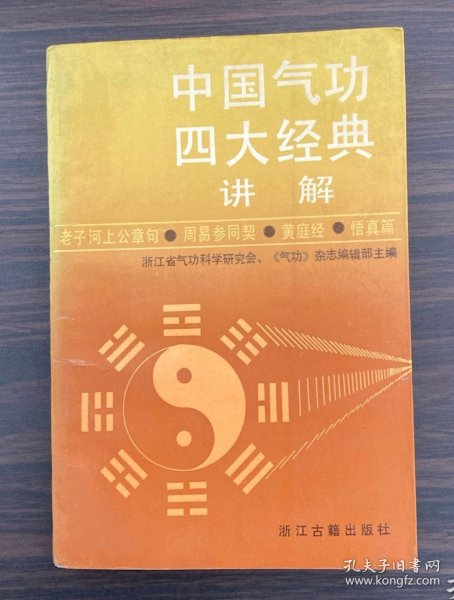 中国气功
四大经典
讲解
老子河上公章句●周易参同契●黄庭经●悟真篇
浙江省气功科学研究会、《气功》杂志编辑部主编
浙江古籍出版社
孔夫子旧书网
www.kongfz.com